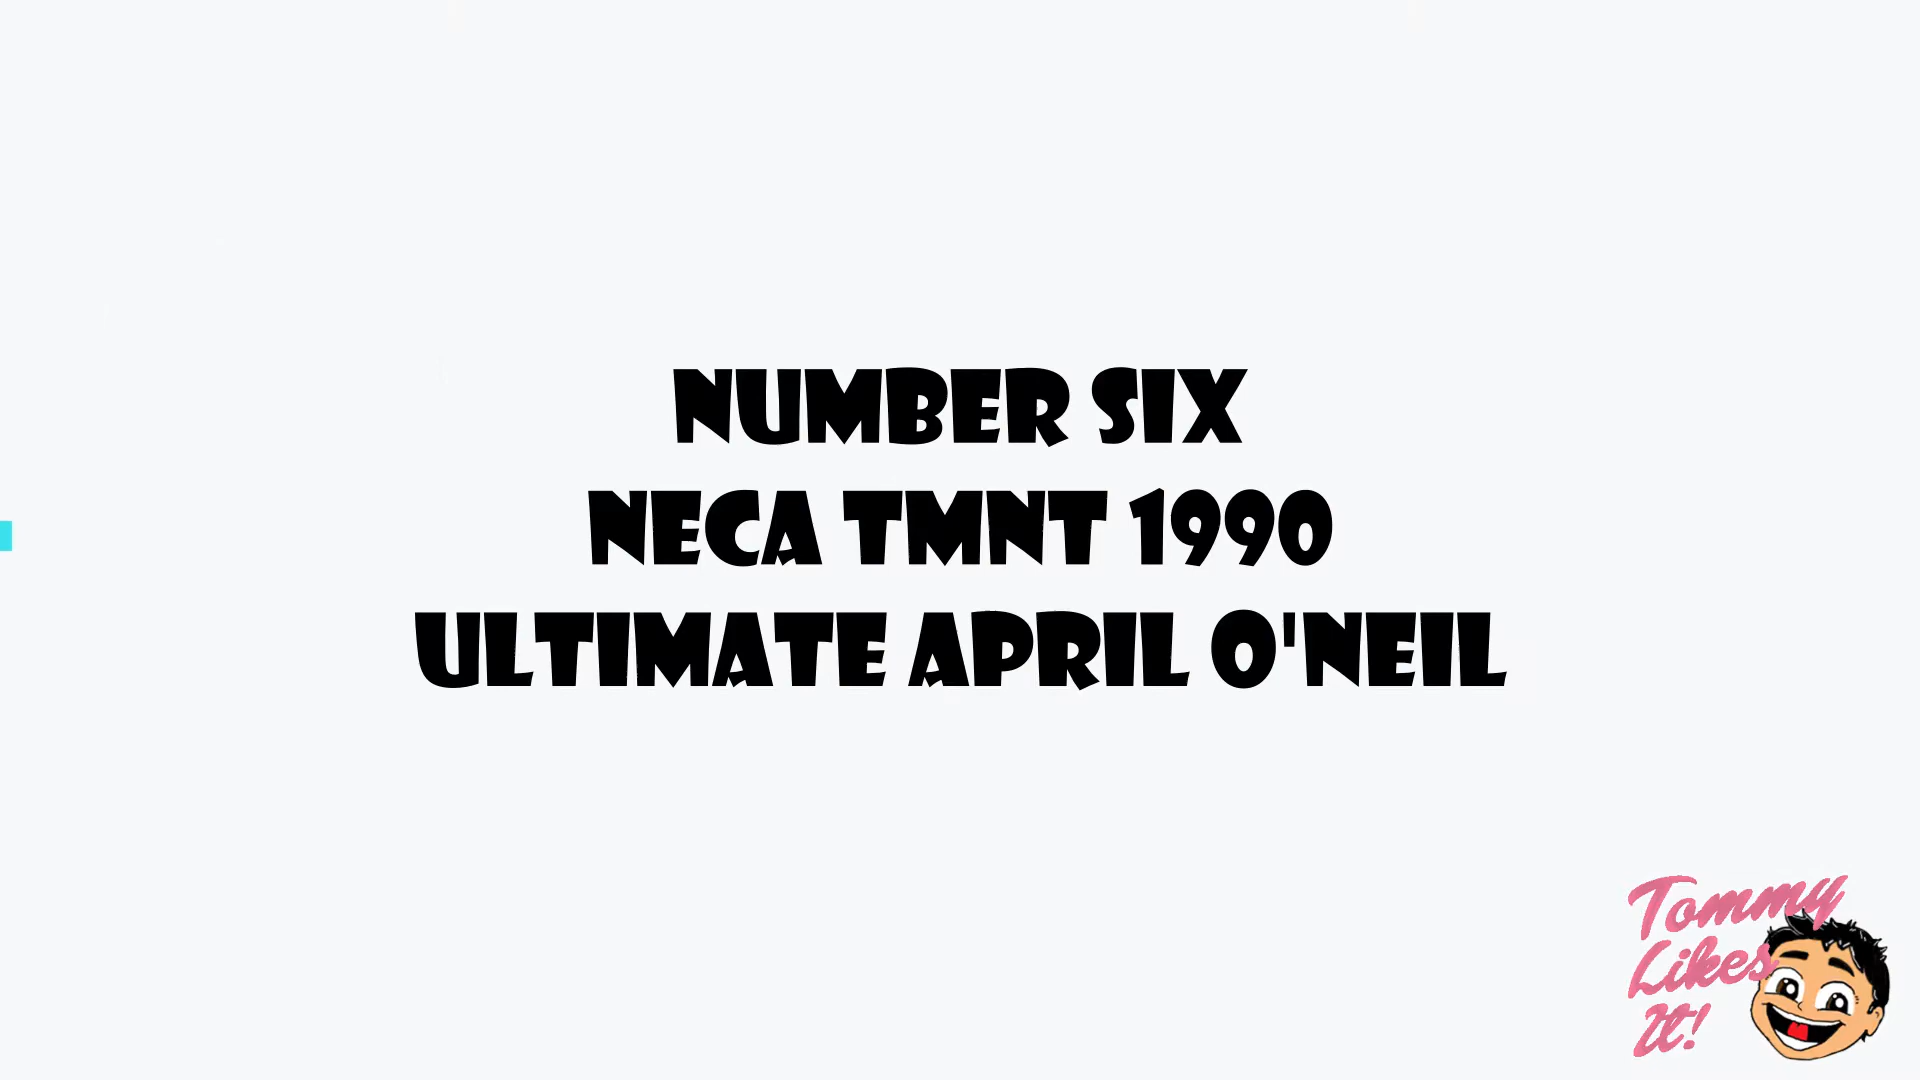 NUMBER SIX
NECA TMNT 1990
ULTIMATE APRIL O'NEIL
Tommy
Likes
It!